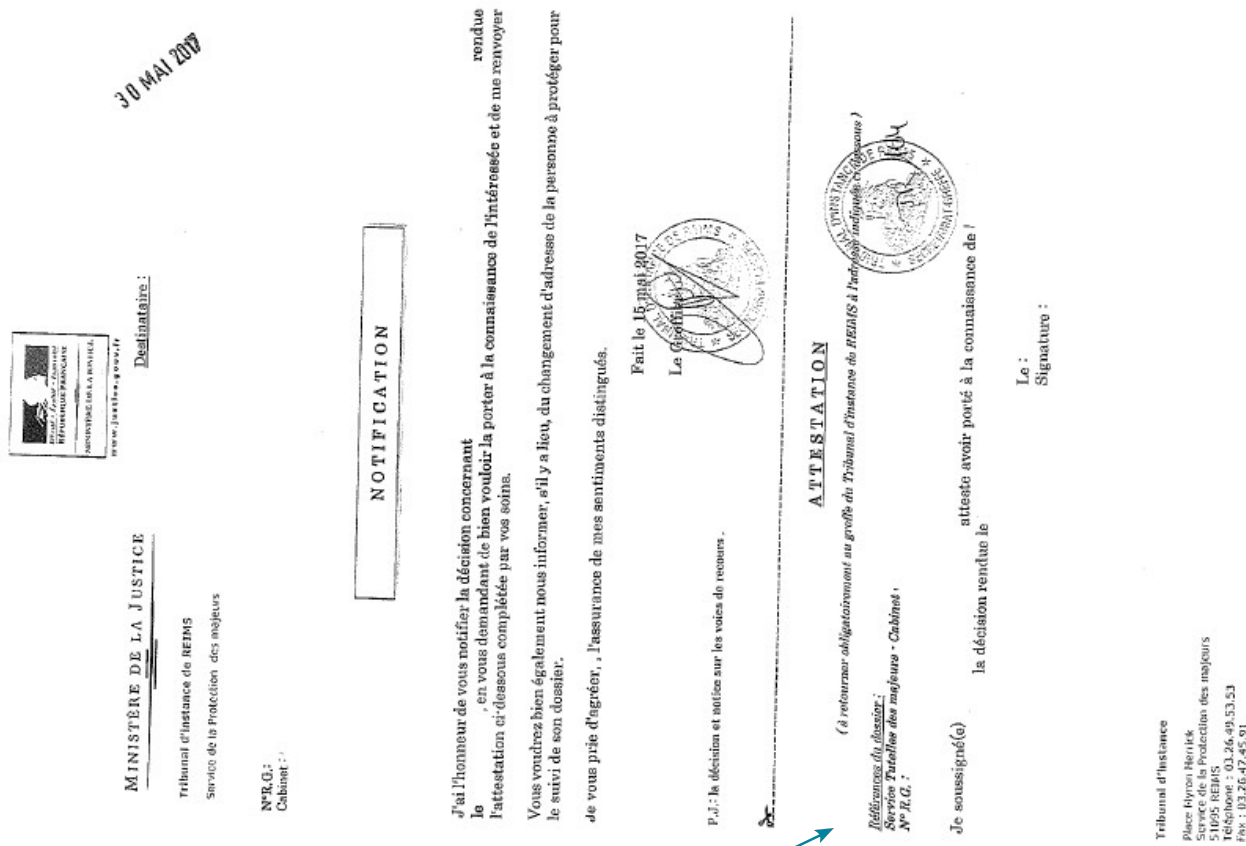 30 MAI 2017
Liberté • Égalité • Fraternité
RÉPUBLIQUE FRANÇAISE
MINISTÈRE DE LA JUSTICE
www.justice.gouv.fr
MINISTÈRE DE LA JUSTICE
Destinataire :
Tribunal d'instance de REIMS
Service de la Protection des majeurs
N°R.G.:
Cabinet :
NOTIFICATION
J'ai l'honneur de vous notifier la décision concernant rendue
le , en vous demandant de bien vouloir la porter à la connaissance de l'intéressée et de me renvoyer
l'attestation ci-dessous complétée par vos soins.
Vous voudrez bien également nous informer, s'il y a lieu, du changement d'adresse de la personne à protéger pour
le suivi de son dossier.
Je vous prie d'agréer, , l'assurance de mes sentiments distingués.
Fait le 15 mai 2017
Le Greffier
P.J.: la décision et notice sur les voies de recours .
ATTESTATION
( à retourner obligatoirement au greffe du Tribunal d'instance de REIMS à l'adresse indiquée ci-dessous )
TRIBUNAL D'INSTANCE DE REIMS
Références du dossier :
Service Tutelles des majeurs - Cabinet :
N° R.G. :
Je soussigné(e) atteste avoir porté à la connaissance de
la décision rendue le
Le :
Signature :
Tribunal d'Instance
Place Myron Herrick
Service de la Protection des majeurs
51095 REIMS
Téléphone : 03.26.49.53.53
Fax : 03.26.47.45.91